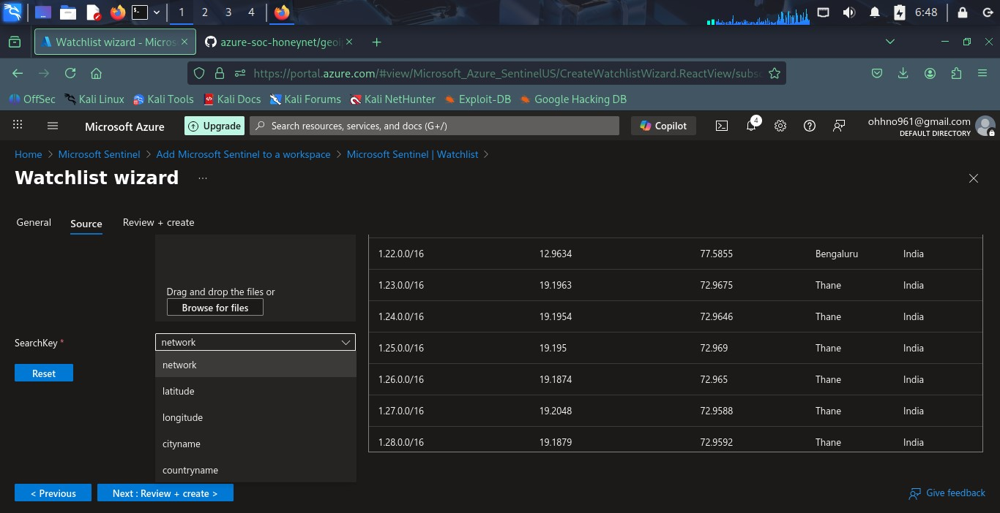 1 2 3 4 6:48
Watchlist wizard - Micros azure-soc-honeynet/geoi
https://portal.azure.com/#view/Microsoft_Azure_SentinelUS/CreateWatchlistWizard.ReactView/subs
OffSec Kali Linux Kali Tools Kali Docs Kali Forums Kali NetHunter Exploit-DB Google Hacking DB
Microsoft Azure Upgrade Search resources, services, and docs (G+/) Copilot 4 ohhno961@gmail.com
DEFAULT DIRECTORY
Home > Microsoft Sentinel > Add Microsoft Sentinel to a workspace > Microsoft Sentinel | Watchlist >
Watchlist wizard ...
General Source Review + create
1.22.0.0/16 12.9634 77.5855 Bengaluru India
1.23.0.0/16 19.1963 72.9675 Thane India
Drag and drop the files or
Browse for files
1.24.0.0/16 19.1954 72.9646 Thane India
SearchKey * network
1.25.0.0/16 19.195 72.969 Thane India
network
Reset
1.26.0.0/16 19.1874 72.965 Thane India
latitude
1.27.0.0/16 19.2048 72.9588 Thane India
longitude
1.28.0.0/16 19.1879 72.9592 Thane India
cityname
countryname
< Previous Next : Review + create > Give feedback